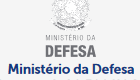 MINISTÉRIO DA
DEFESA
Ministério da Defesa